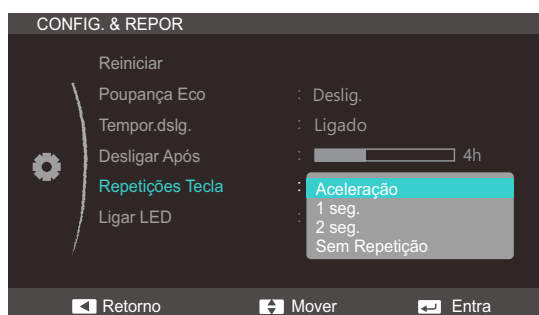 CONFIG. & REPOR
Reiniciar
Poupança Eco : Deslig.
Tempor.dslg. : Ligado
Desligar Após : 4h
Repetições Tecla : Aceleração
1 seg.
Ligar LED :
2 seg.
Sem Repetição
Retorno Mover Entra